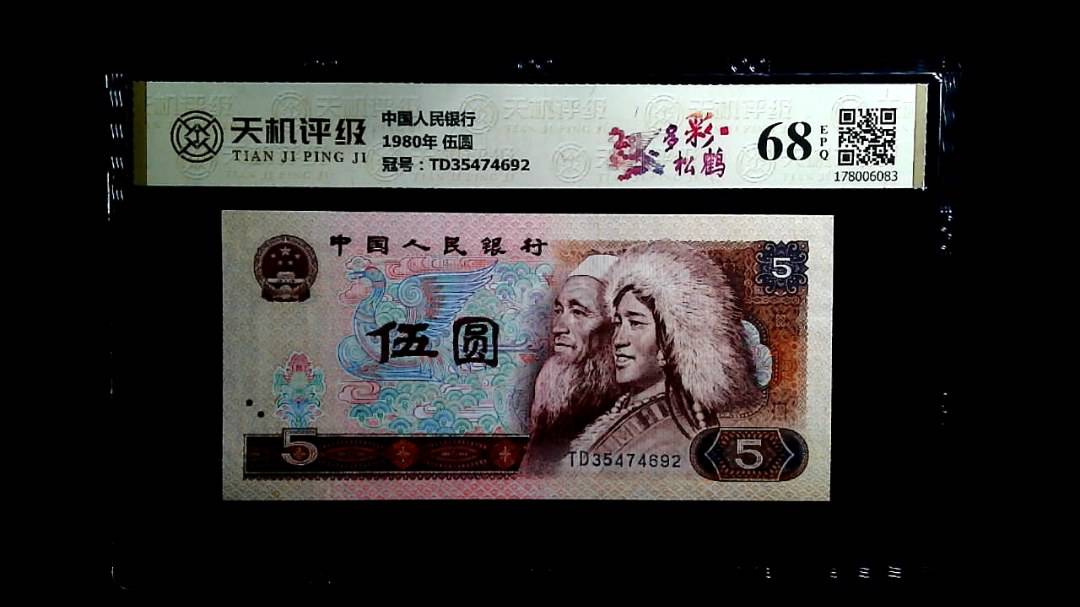 天机评级
TIAN JI PING JI
中国人民银行
1980年 伍圆
冠号：TD35474692
多彩
松鹤
68
EPQ
178006083
中国人民银行
5
伍圆
5
TD35474692
5